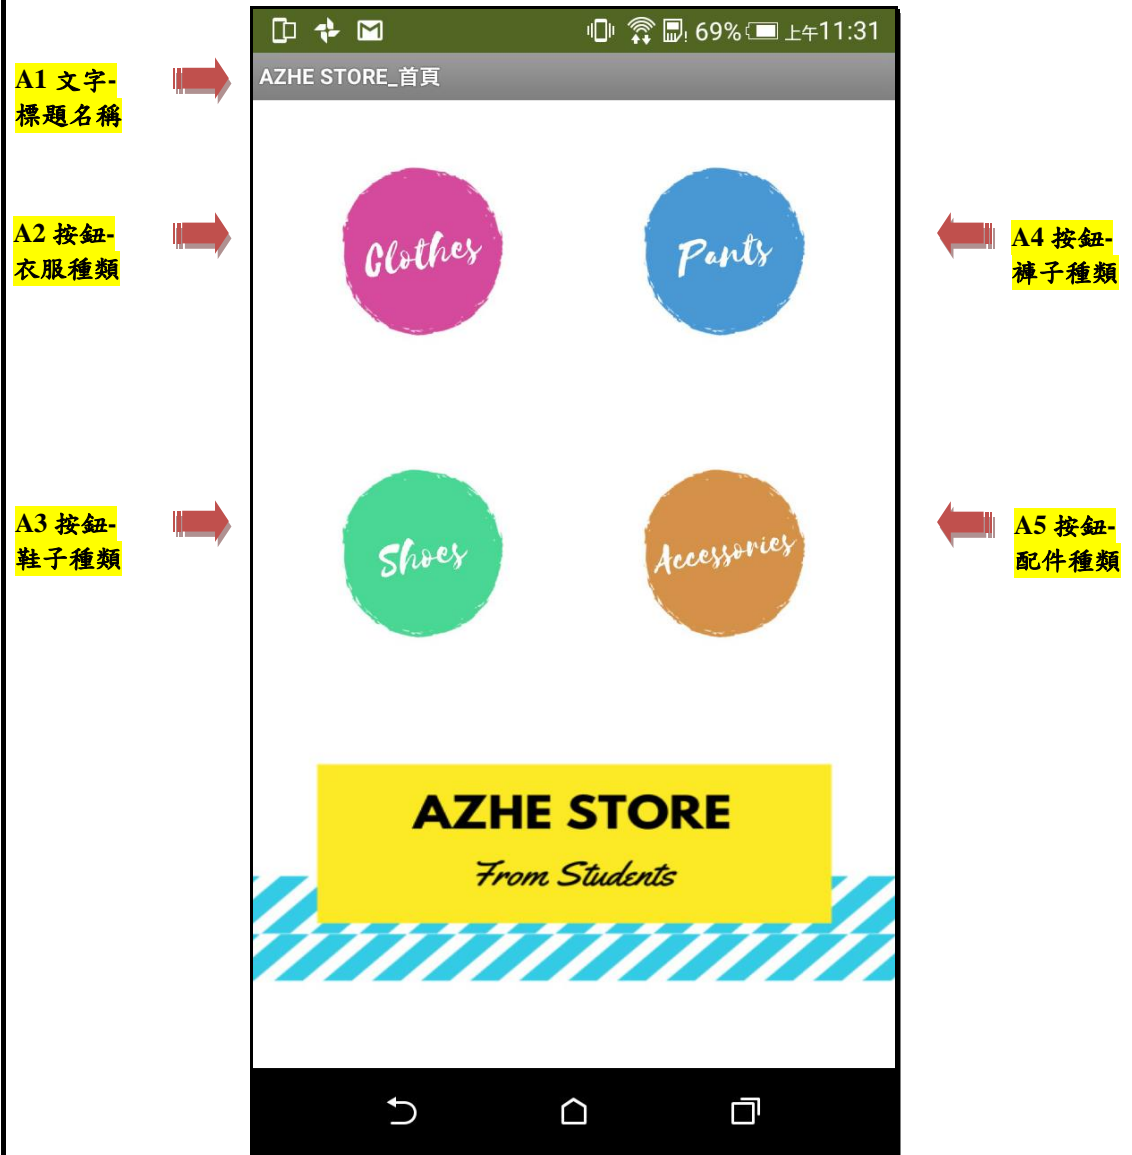 69% 上午11:31
A1 文字-
標題名稱
AZHE STORE_首頁
A2 按鈕-
衣服種類
Clothes
Pants
A4 按鈕-
褲子種類
A3 按鈕-
鞋子種類
Shoes
Accessories
A5 按鈕-
配件種類
AZHE STORE
From Students